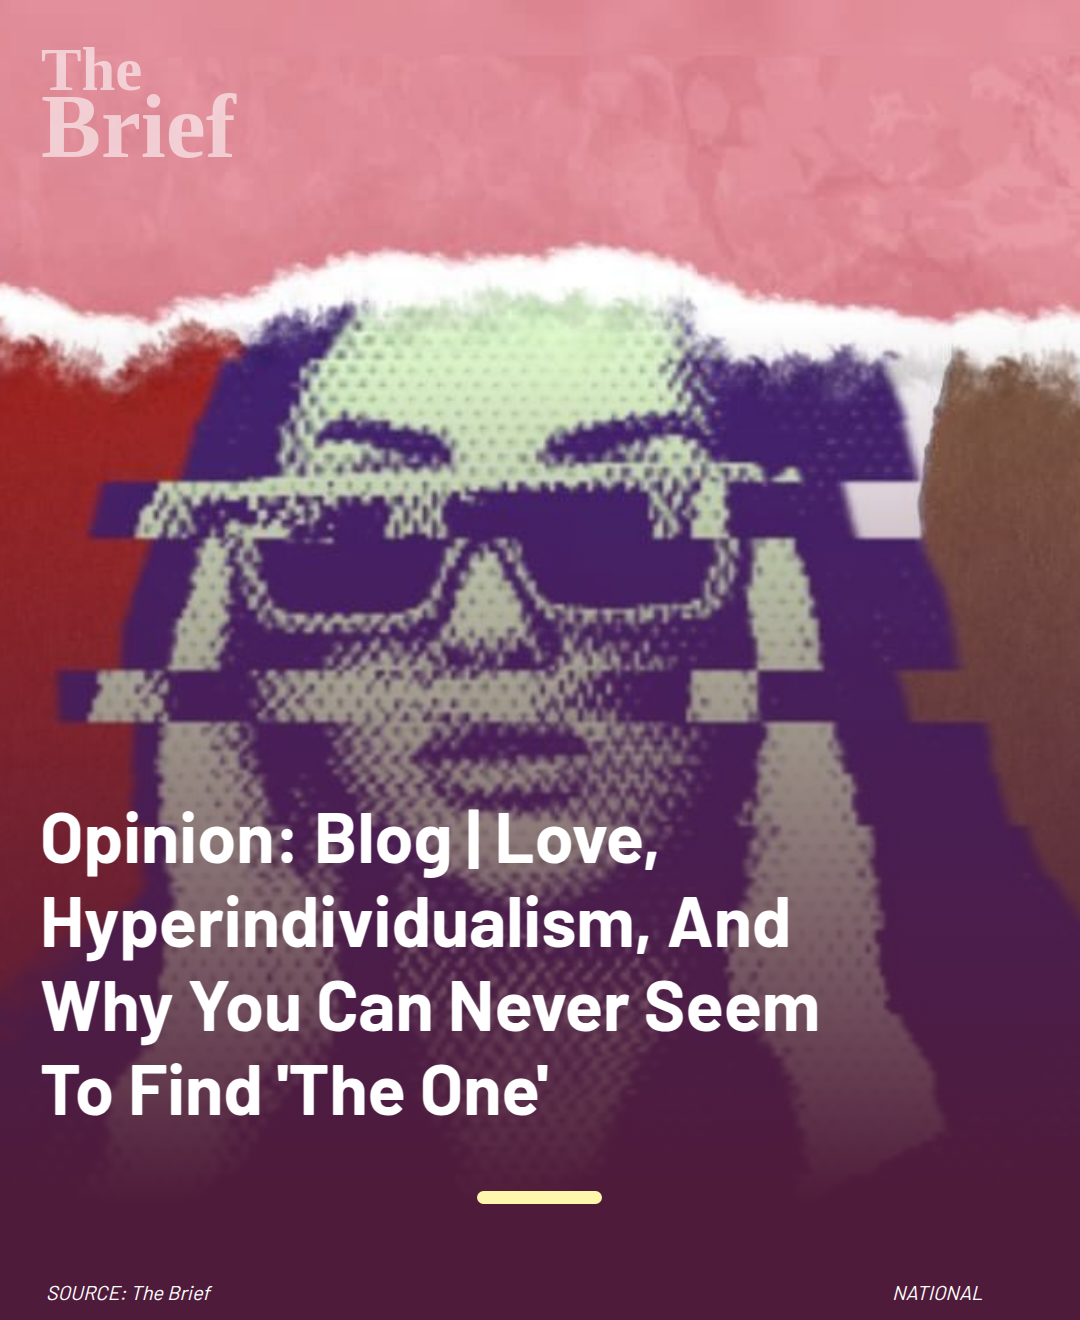 The
Brief
Opinion: Blog | Love,
Hyperindividualism, And
Why You Can Never Seem
To Find 'The One'
SOURCE: The Brief
NATIONAL